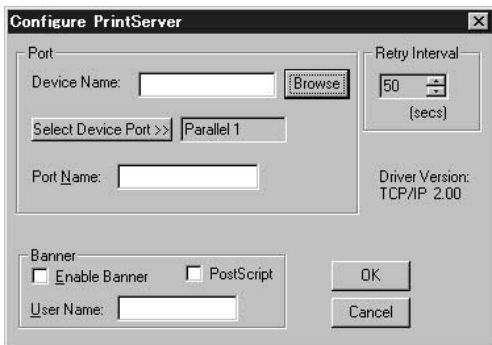 Configure PrintServer
Port
Device Name:
Browse
Select Device Port >>
Parallel 1
Port Name:
Retry Interval
50
(secs)
Driver Version:
TCP/IP 2.00
Banner
Enable Banner
PostScript
User Name:
OK
Cancel